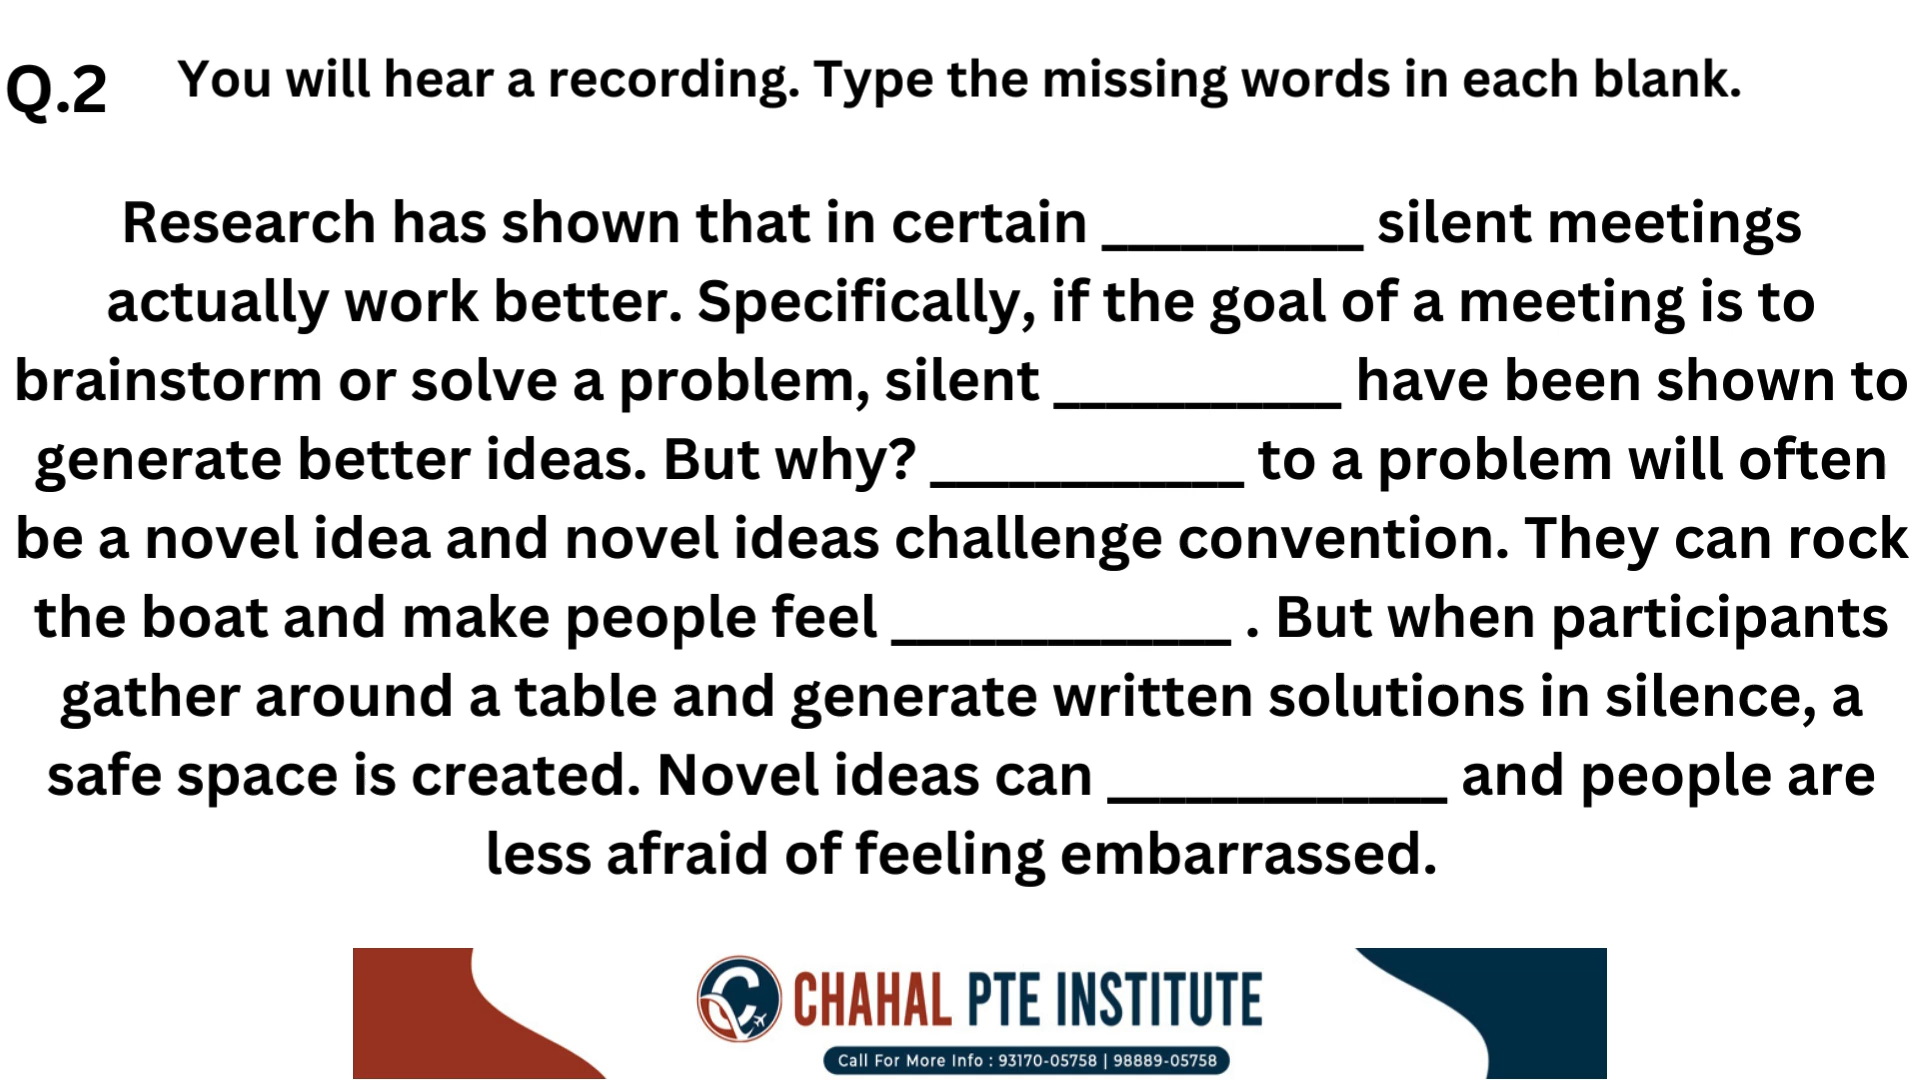 Q.2 You will hear a recording. Type the missing words in each blank.
Research has shown that in certain __________ silent meetings
actually work better. Specifically, if the goal of a meeting is to
brainstorm or solve a problem, silent ___________ have been shown to
generate better ideas. But why? ____________ to a problem will often
be a novel idea and novel ideas challenge convention. They can rock
the boat and make people feel _____________ . But when participants
gather around a table and generate written solutions in silence, a
safe space is created. Novel ideas can _____________ and people are
less afraid of feeling embarrassed.
CHAHAL PTE INSTITUTE
Call For More Info : 93170-05758 | 98889-05758